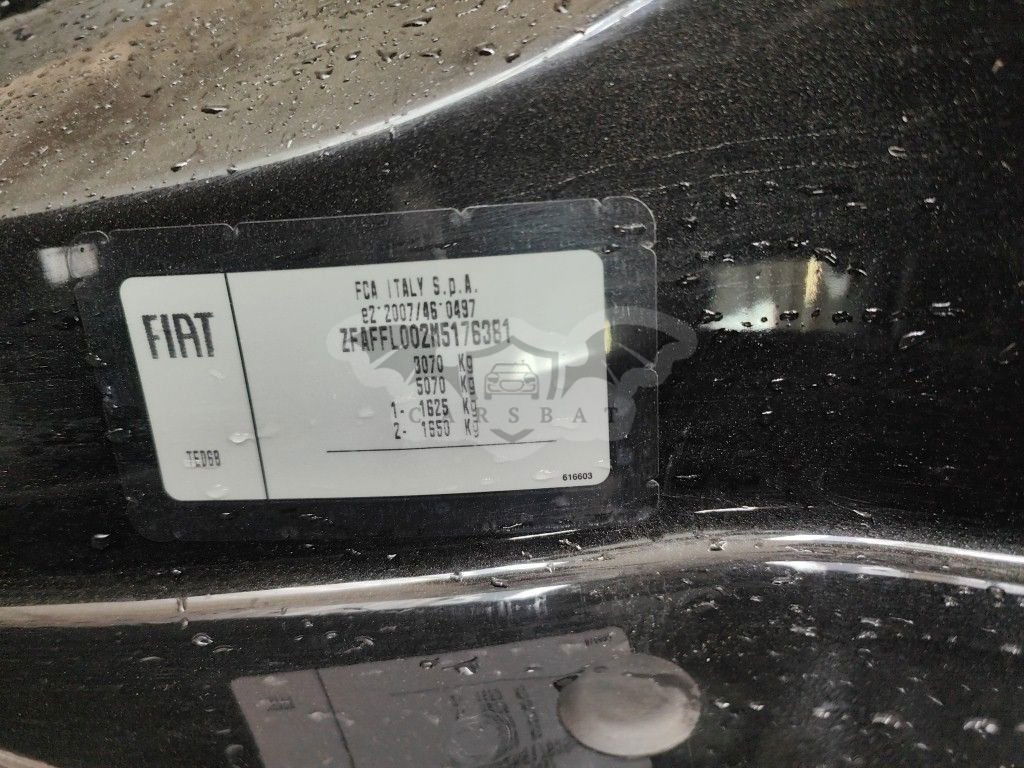 FIAT
FCA ITALY S.p.A.
e2*2007/46*0497
ZFAFFL002M5176381
3070 Kg
5070 Kg
1- 1625 Kg
2- 1650 Kg
TED68
616603
CARSBAT